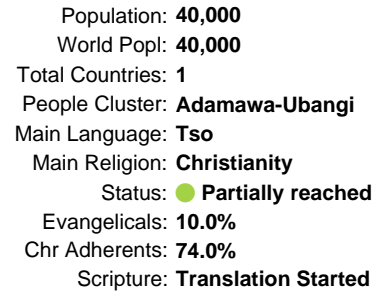 Population: 40,000
World Popl: 40,000
Total Countries: 1
People Cluster: Adamawa-Ubangi
Main Language: Tso
Main Religion: Christianity
Status: Partially reached
Evangelicals: 10.0%
Chr Adherents: 74.0%
Scripture: Translation Started